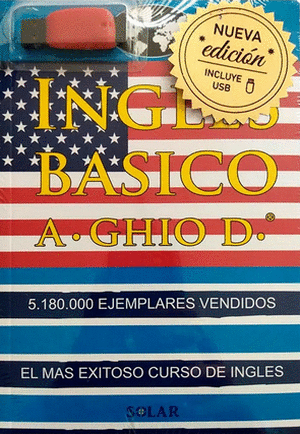 NUEVA
edición
INCLUYE
USB
INGLES
BASICO
A · GHIO D · ®
5.180.000 EJEMPLARES VENDIDOS
EL MAS EXITOSO CURSO DE INGLES
SOLAR